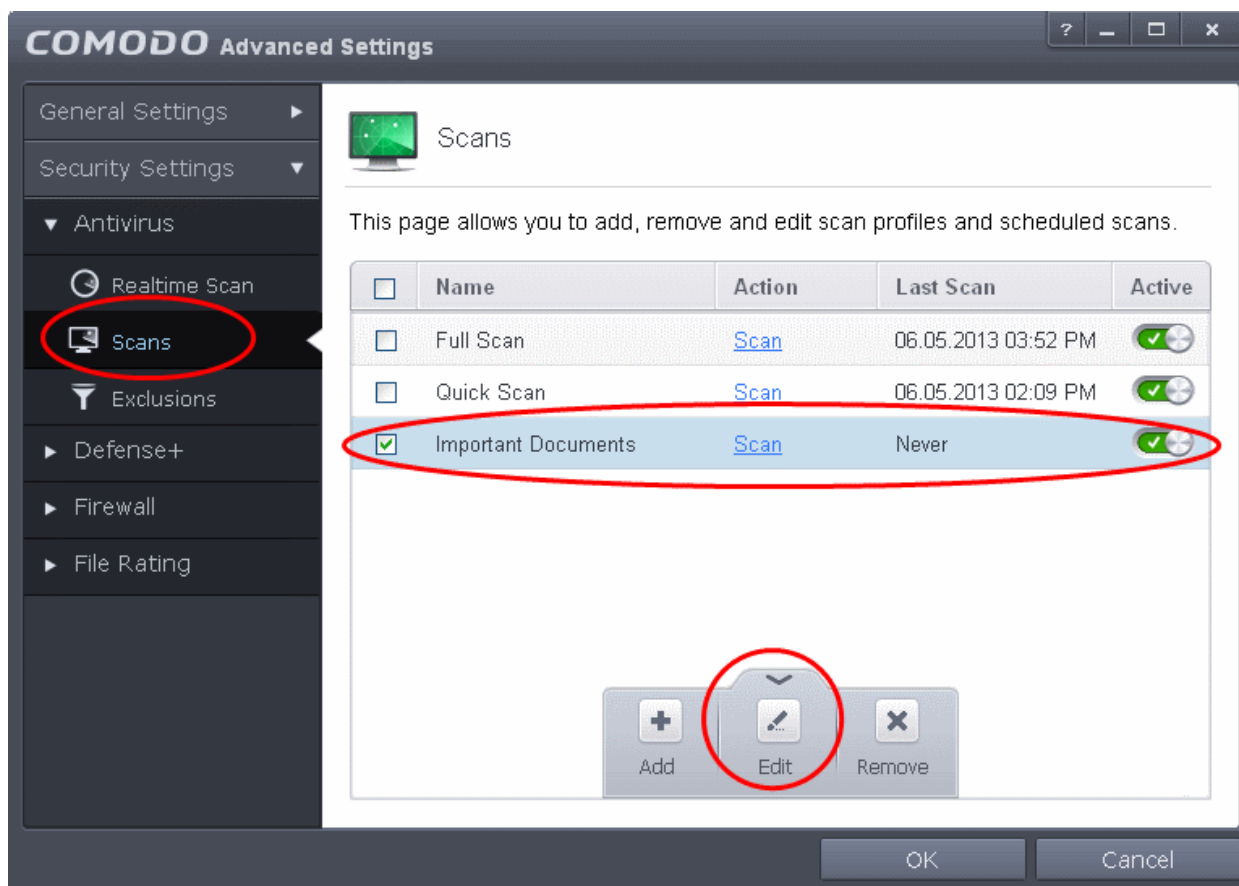 COMODO Advanced Settings
?
General Settings
Security Settings
Antivirus
Realtime Scan
Scans
Exclusions
Defense+
Firewall
File Rating
Scans
This page allows you to add, remove and edit scan profiles and scheduled scans.
Name Action Last Scan Active
Full Scan Scan 06.05.2013 03:52 PM
Quick Scan Scan 06.05.2013 02:09 PM
Important Documents Scan Never
Add Edit Remove
OK Cancel